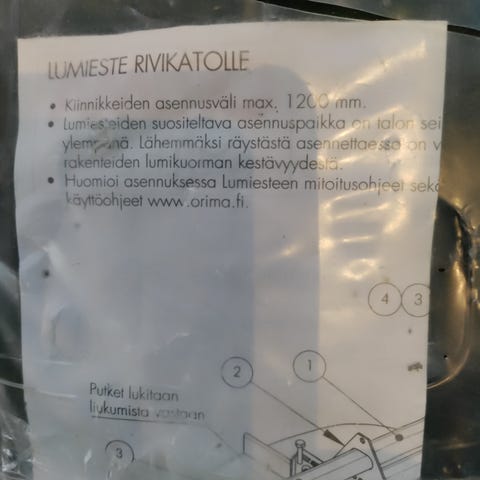 LUMIESTE RIVIKATOLLE
• Kiinnikkeiden asennusväli max. 1200 mm.
• Lumiesteiden suositeltava asennuspaikka on talon sei
ylempänä. Lähemmäksi räystästä asennettaessa on v
rakenteiden lumikuorman kestävyydestä.
• Huomioi asennuksessa Lumiesteen mitoitusohjeet sekä
käyttöohjeet www.orima.fi.
4 3
2 1
Putket lukitaan
liukumista vastaan
3